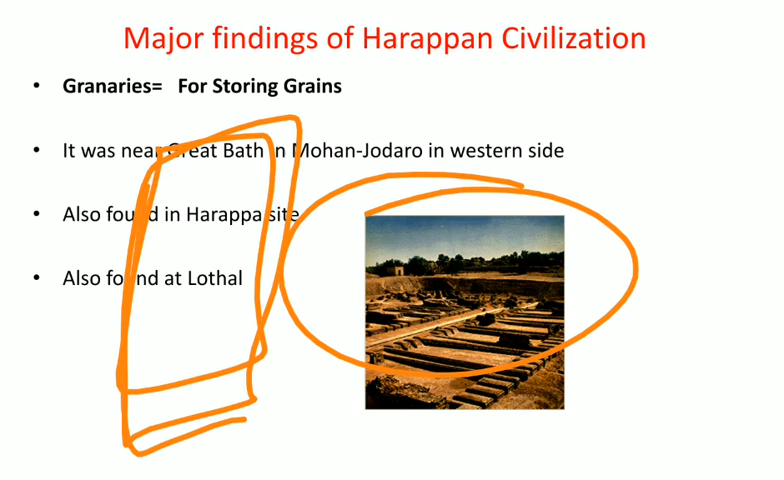 Major findings of Harappan Civilization
• Granaries= For Storing Grains
• It was near Great Bath in Mohan-Jodaro in western side
• Also found in Harappa site
• Also found at Lothal